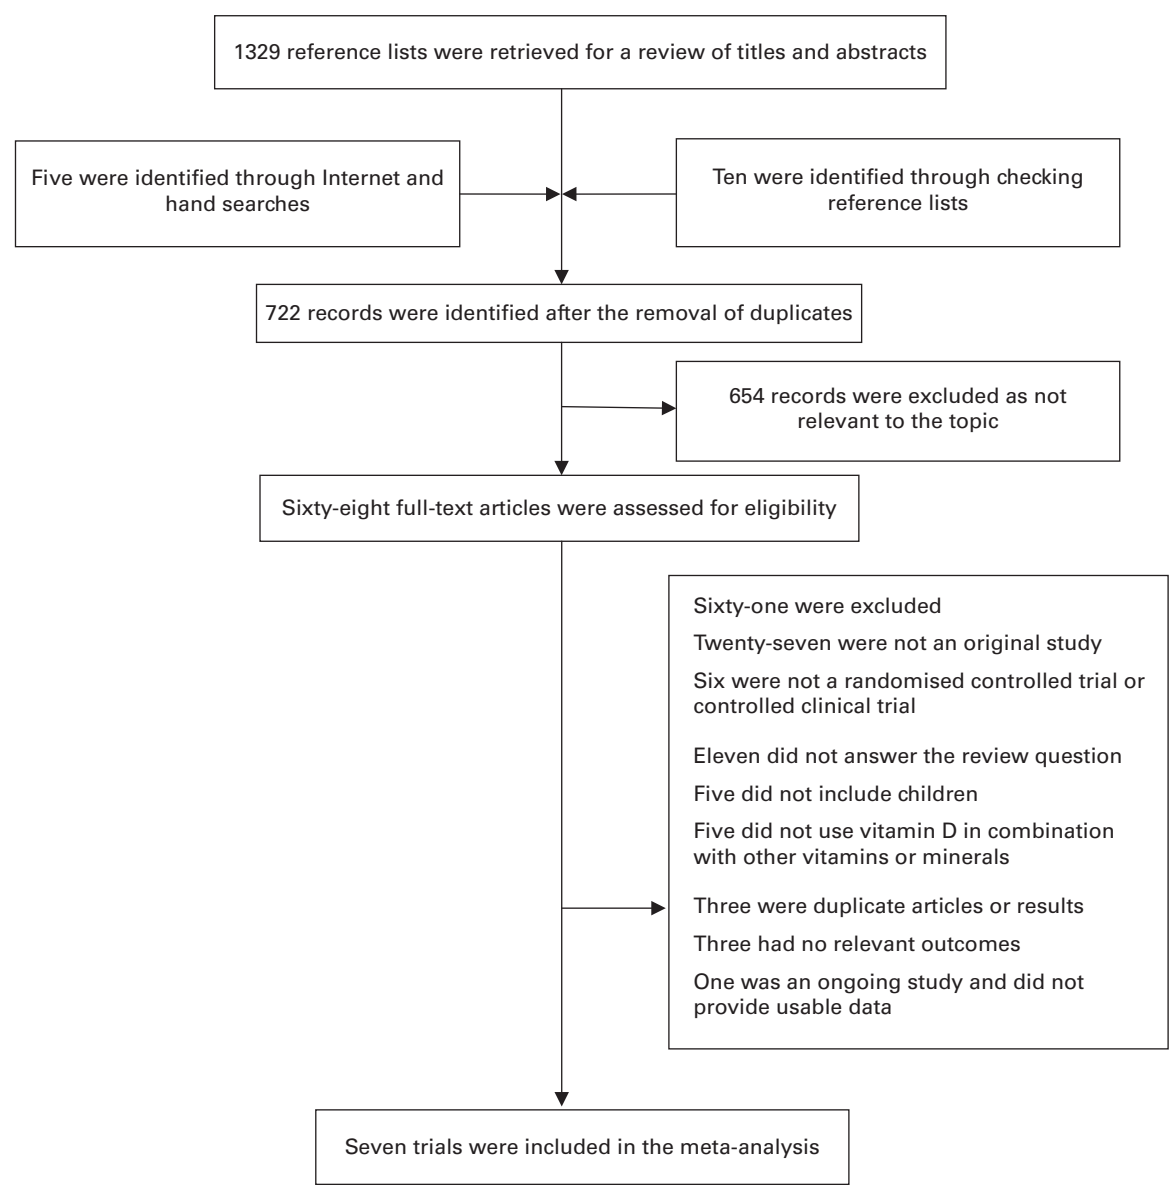 1329 reference lists were retrieved for a review of titles and abstracts
Five were identified through Internet and
hand searches
Ten were identified through checking
reference lists
722 records were identified after the removal of duplicates
654 records were excluded as not
relevant to the topic
Sixty-eight full-text articles were assessed for eligibility
Sixty-one were excluded
Twenty-seven were not an original study
Six were not a randomised controlled trial or
controlled clinical trial
Eleven did not answer the review question
Five did not include children
Five did not use vitamin D in combination
with other vitamins or minerals
Three were duplicate articles or results
Three had no relevant outcomes
One was an ongoing study and did not
provide usable data
Seven trials were included in the meta-analysis